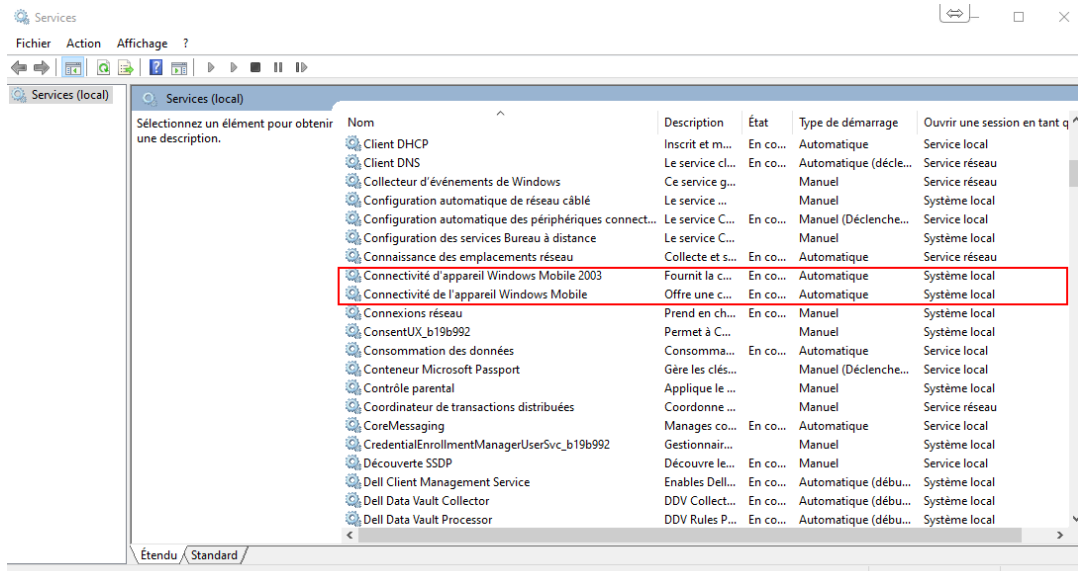 Services
Fichier Action Affichage ?
Services (local)
Services (local)
Sélectionnez un élément pour obtenir une description.
Nom Description État Type de démarrage Ouvrir une session en tant q
Client DHCP Inscrit et m... En co... Automatique Service local
Client DNS Le service cl... En co... Automatique (décle... Service réseau
Collecteur d'événements de Windows Ce service g... Manuel Service réseau
Configuration automatique de réseau câblé Le service ... Manuel Système local
Configuration automatique des périphériques connect... Le service C... En co... Manuel (Déclenche... Service local
Configuration des services Bureau à distance Le service C... Manuel Système local
Connaissance des emplacements réseau Collecte et s... En co... Automatique Service réseau
Connectivité d'appareil Windows Mobile 2003 Fournit la c... En co... Automatique Système local
Connectivité de l'appareil Windows Mobile Offre une c... En co... Automatique Système local
Connexions réseau Prend en ch... En co... Manuel Système local
ConsentUX_b19b992 Permet à C... Manuel Système local
Consommation des données Consomma... En co... Automatique Service local
Conteneur Microsoft Passport Gère les clés... Manuel (Déclenche... Service local
Contrôle parental Applique le ... Manuel Système local
Coordinateur de transactions distribuées Coordonne ... Manuel Service réseau
CoreMessaging Manages co... En co... Automatique Service local
CredentialEnrollmentManagerUserSvc_b19b992 Gestionnair... Manuel Système local
Découverte SSDP Découvre le... En co... Manuel Service local
Dell Client Management Service Enables Dell... En co... Automatique (débu... Système local
Dell Data Vault Collector DDV Collect... En co... Automatique (débu... Système local
Dell Data Vault Processor DDV Rules P... En co... Automatique (débu... Système local
Étendu Standard